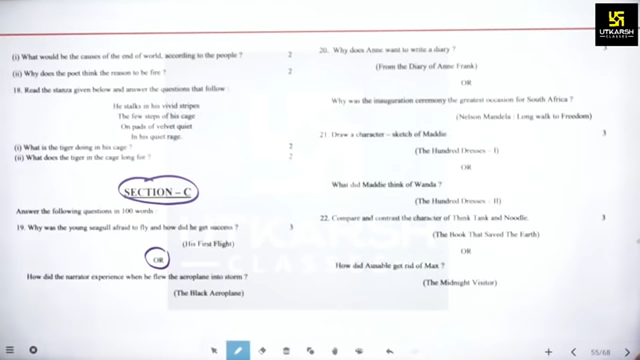 UTKARSH
CLASSES
(i) What would be the causes of the end of world, according to the people ? 2
(ii) Why does the poet think the reason to be fire ? 2
18. Read the stanza given below and answer the questions that follow :
He stalks in his vivid stripes
The few steps of his cage
On pads of velvet quiet
In his quiet rage.
(i) What is the tiger doing in his cage ? 2
(ii) What does the tiger in the cage long for ? 2
SECTION – C
Answer the following questions in 100 words
19. Why was the young seagull afraid to fly and how did he get success ? 3
(His First Flight)
OR
How did the narrator experience when he flew the aeroplane into storm ?
(The Black Aeroplane)
20. Why does Anne want to write a diary ? 3
(From the Diary of Anne Frank)
OR
Why was the inauguration ceremony the greatest occasion for South Africa ?
(Nelson Mandela : Long walk to Freedom)
21. Draw a character – sketch of Maddie. 3
(The Hundred Dresses – I)
OR
What did Maddie think of Wanda ?
(The Hundred Dresses – II)
22. Compare and contrast the character of Think Tank and Noodle. 3
(The Book That Saved The Earth)
OR
How did Ausable get rid of Max ?
(The Midnight Visitor)
UTKARSH
CLASSES
55/68